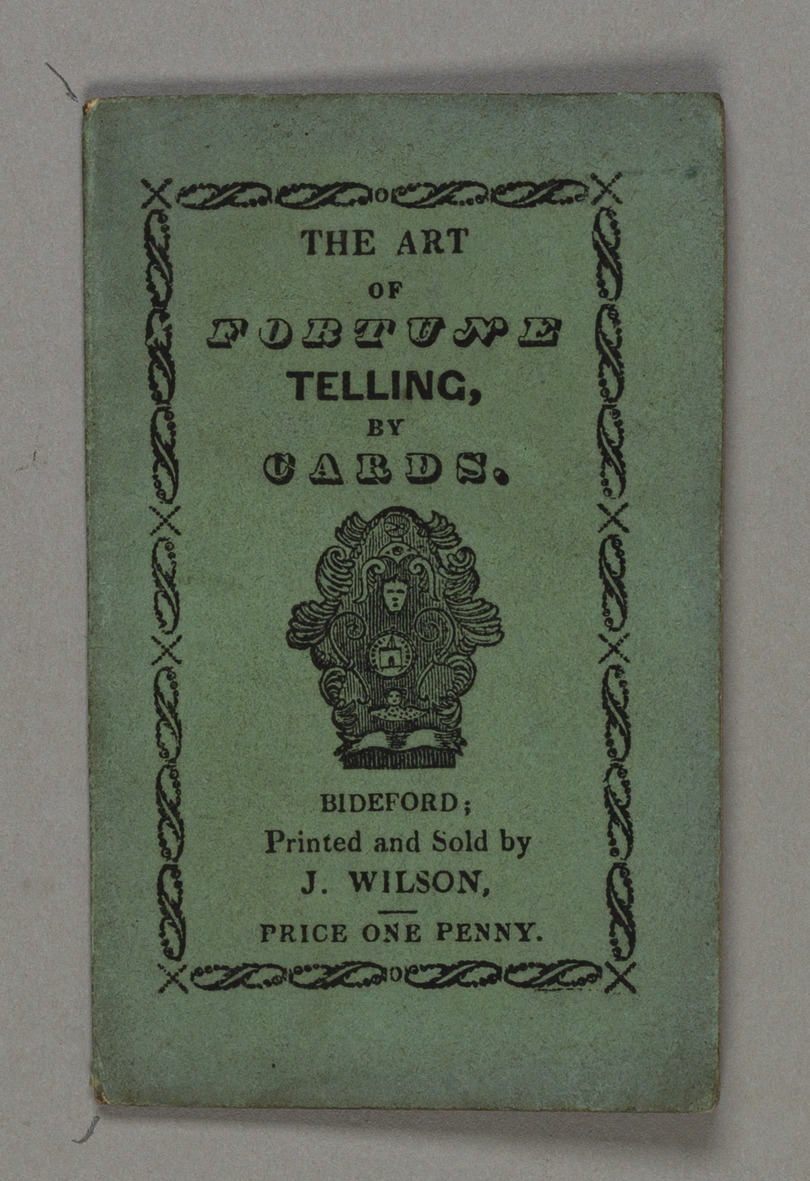 THE ART
OF
FORTUNE
TELLING,
BY
CARDS.
BIDEFORD;
Printed and Sold by
J. WILSON,
PRICE ONE PENNY.